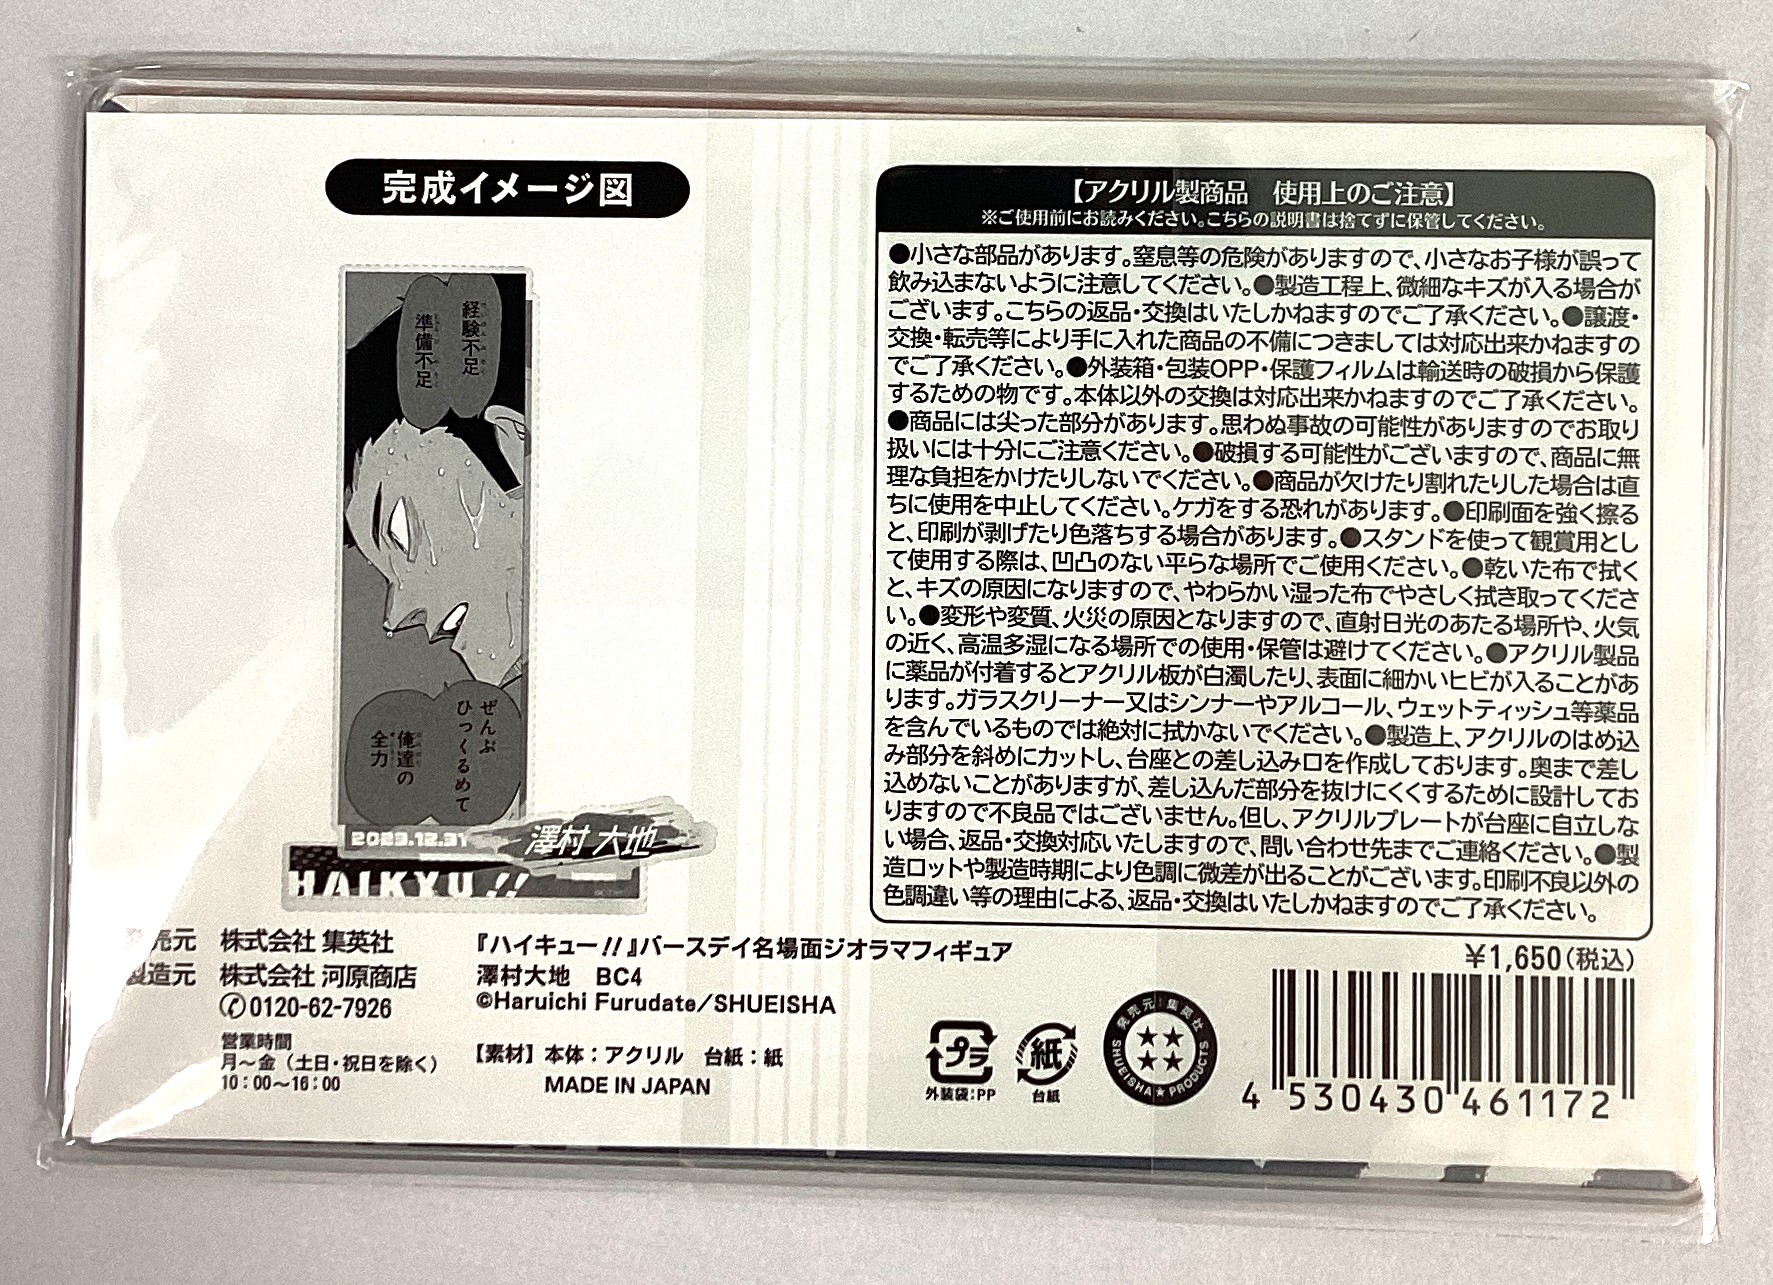 完成イメージ図
経験不足
準備不足
ぜんぶ
ひっくるめて
俺達の
全力
2023.12.31
澤村 大地
HAIKYU!!
【アクリル製商品　使用上のご注意】
※ご使用前にお読みください。こちらの説明書は捨てずに保管してください。
●小さな部品があります。窒息等の危険がありますので、小さなお子様が誤って
飲み込まないように注意してください。●製造工程上、微細なキズが入る場合が
ございます。こちらの返品・交換はいたしかねますのでご了承ください。●譲渡・
交換・転売等により手に入れた商品の不備につきましては対応出来かねますの
でご了承ください。●外装箱・包装OPP・保護フィルムは輸送時の破損から保護
するための物です。本体以外の交換は対応出来かねますのでご了承ください。
●商品には尖った部分があります。思わぬ事故の可能性がありますのでお取り
扱いには十分にご注意ください。●破損する可能性がございますので、商品に無
理な負担をかけたりしないでください。●商品が欠けたり割れたりした場合は直
ちに使用を中止してください。ケガをする恐れがあります。●印刷面を強く擦る
と、印刷が剥げたり色落ちする場合があります。●スタンドを使って観賞用とし
て使用する際は、凹凸のない平らな場所でご使用ください。●乾いた布で拭く
と、キズの原因になりますので、やわらかい湿った布でやさしく拭き取ってくださ
い。●変形や変質、火災の原因となりますので、直射日光のあたる場所や、火気
の近く、高温多湿になる場所での使用・保管は避けてください。●アクリル製品
に薬品が付着するとアクリル板が白濁したり、表面に細かいヒビが入ることがあ
ります。ガラスクリーナー又はシンナーやアルコール、ウェットティッシュ等薬品
を含んでいるものでは絶対に拭かないでください。●製造上、アクリルのはめ込
み部分を斜めにカットし、台座との差し込み口を作成しております。奥まで差し
込めないことがありますが、差し込んだ部分を抜けにくくするために設計してお
りますので不良品ではございません。但し、アクリルプレートが台座に自立しな
い場合、返品・交換対応いたしますので、問い合わせ先までご連絡ください。●製
造ロットや製造時期により色調に微差が出ることがございます。印刷不良以外の
色調違い等の理由による、返品・交換はいたしかねますのでご了承ください。
発売元　株式会社 集英社
製造元　株式会社 河原商店
0120-62-7926
営業時間
月～金（土日・祝日を除く）
10：00～16：00
『ハイキュー!!』バースデイ名場面ジオラマフィギュア
澤村大地　BC4
©Haruichi Furudate/SHUEISHA
【素材】本体：アクリル　台紙：紙
MADE IN JAPAN
プラ
外装袋：PP
紙
台紙
発売元：集英社
SHUEISHA★PRODUCTS
¥1,650（税込）
4 530430 461172